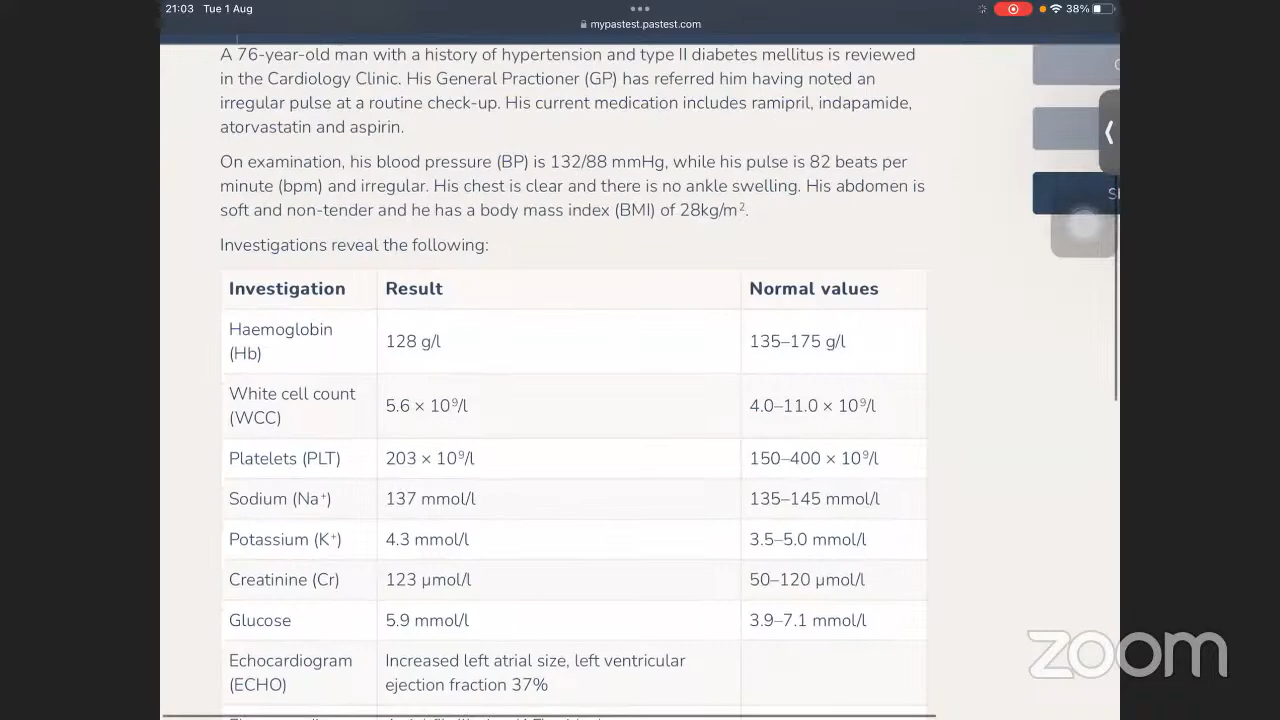 21:03 Tue 1 Aug
38%
mypastest.pastest.com
A 76-year-old man with a history of hypertension and type II diabetes mellitus is reviewed
in the Cardiology Clinic. His General Practioner (GP) has referred him having noted an
irregular pulse at a routine check-up. His current medication includes ramipril, indapamide,
atorvastatin and aspirin.
On examination, his blood pressure (BP) is 132/88 mmHg, while his pulse is 82 beats per
minute (bpm) and irregular. His chest is clear and there is no ankle swelling. His abdomen is
soft and non-tender and he has a body mass index (BMI) of 28kg/m².
Investigations reveal the following:
Investigation Result Normal values
Haemoglobin
(Hb) 128 g/l 135–175 g/l
White cell count
(WCC) 5.6 × 10⁹/l 4.0–11.0 × 10⁹/l
Platelets (PLT) 203 × 10⁹/l 150–400 × 10⁹/l
Sodium (Na⁺) 137 mmol/l 135–145 mmol/l
Potassium (K⁺) 4.3 mmol/l 3.5–5.0 mmol/l
Creatinine (Cr) 123 µmol/l 50–120 µmol/l
Glucose 5.9 mmol/l 3.9–7.1 mmol/l
Echocardiogram Increased left atrial size, left ventricular
(ECHO) ejection fraction 37%
zoom